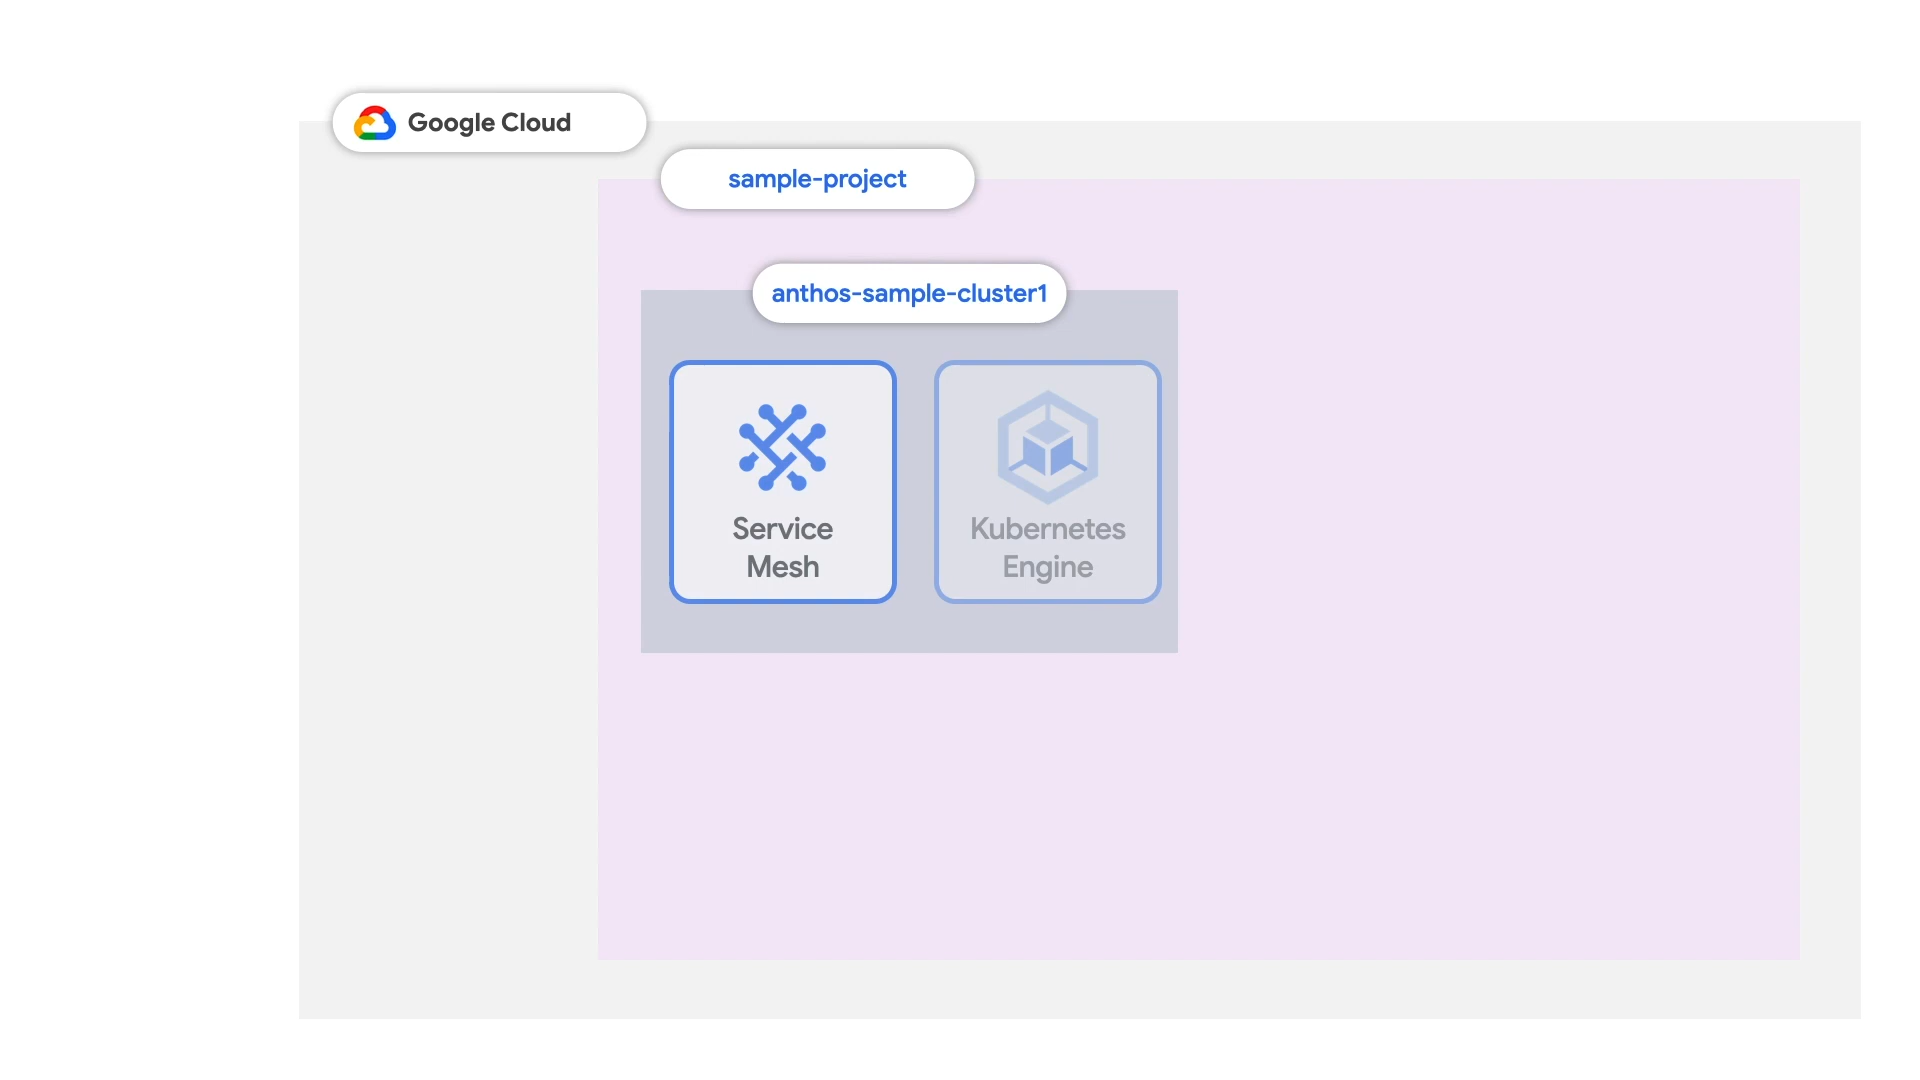 Google Cloud
sample-project
anthos-sample-cluster1
Service
Mesh
Kubernetes
Engine